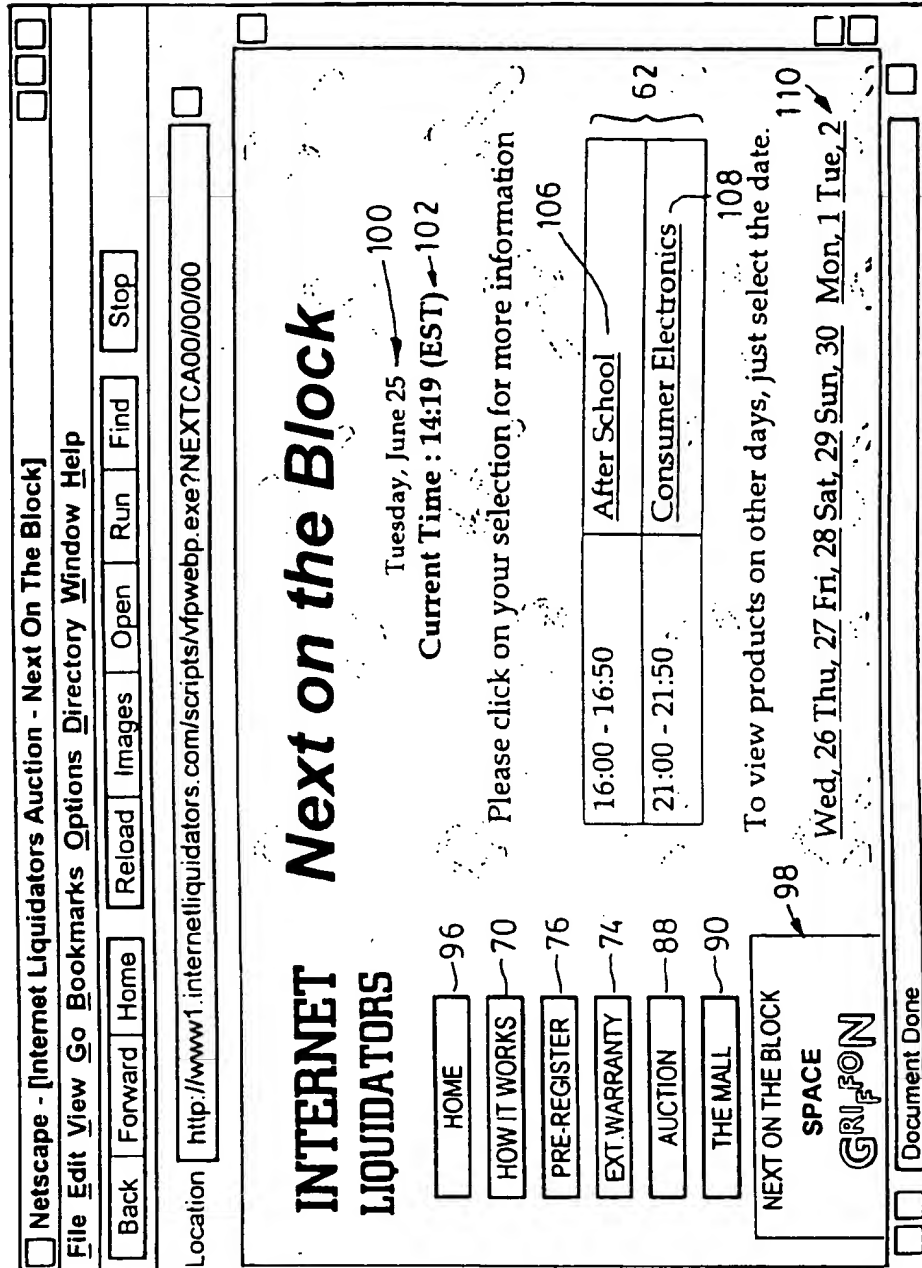 Netscape - [Internet Liquidators Auction - Next On The Block]
File Edit View Go Bookmarks Options Directory Window Help
Back Forward Home Reload Images Open Run Find Stop
Location http://www1.internetliquidators.com/scripts/vfpwebp.exe?NEXTCA00/00/00
INTERNET LIQUIDATORS
Next on the Block
Tuesday, June 25 100
Current Time : 14:19 (EST) 102
Please click on your selection for more information
HOME 96
HOW IT WORKS 70
PRE-REGISTER 76
EXT.WARRANTY 74
AUCTION 88
THE MALL 90
106
16:00 - 16:50 After School
21:00 - 21:50 Consumer Electronics
62
108
To view products on other days, just select the date.
Wed, 26 Thu, 27 Fri, 28 Sat, 29 Sun, 30 Mon, 1 Tue, 2
110
98
NEXT ON THE BLOCK
SPACE
GRIFFON
Document Done